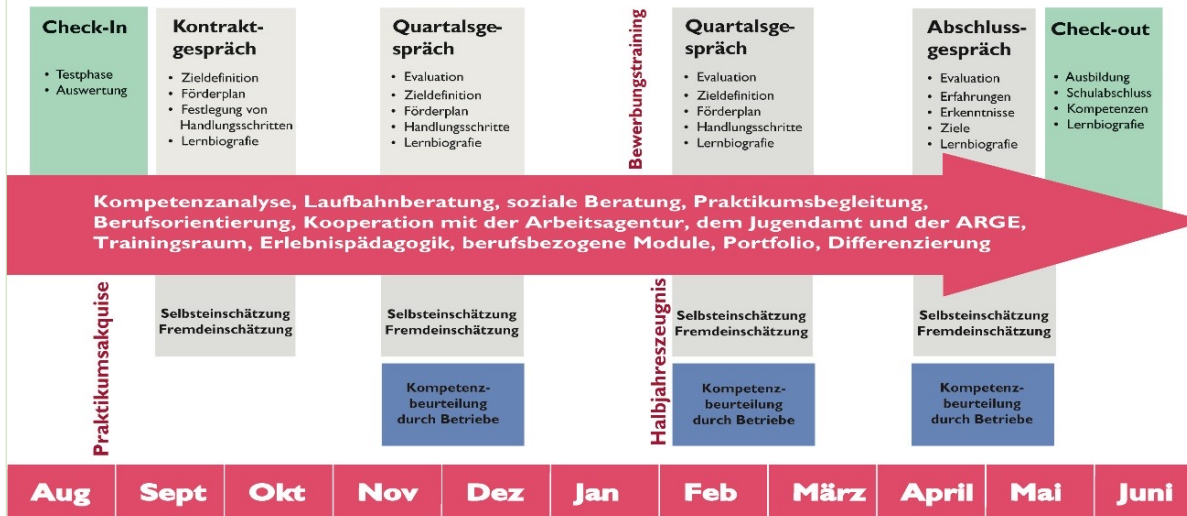 Check-In
• Testphase
• Auswertung
Kontrakt-
gespräch
• Zieldefinition
• Förderplan
• Festlegung von
Handlungsschritten
• Lernbiografie
Quartalsge-
spräch
• Evaluation
• Zieldefinition
• Förderplan
• Handlungsschritte
• Lernbiografie
Bewerbungstraining
Quartalsge-
spräch
• Evaluation
• Zieldefinition
• Förderplan
• Handlungsschritte
• Lernbiografie
Abschluss-
gespräch
• Evaluation
• Erfahrungen
• Erkenntnisse
• Ziele
• Lernbiografie
Check-out
• Ausbildung
• Schulabschluss
• Kompetenzen
• Lernbiografie
Kompetenzanalyse, Laufbahnberatung, soziale Beratung, Praktikumsbegleitung,
Berufsorientierung, Kooperation mit der Arbeitsagentur, dem Jugendamt und der ARGE,
Trainingsraum, Erlebnispädagogik, berufsbezogene Module, Portfolio, Differenzierung
Praktikumsakquise
Selbsteinschätzung
Fremdeinschätzung
Selbsteinschätzung
Fremdeinschätzung
Halbjahreszeugnis
Selbsteinschätzung
Fremdeinschätzung
Selbsteinschätzung
Fremdeinschätzung
Kompetenz-
beurteilung
durch Betriebe
Kompetenz-
beurteilung
durch Betriebe
Kompetenz-
beurteilung
durch Betriebe
Aug Sept Okt Nov Dez Jan Feb März April Mai Juni